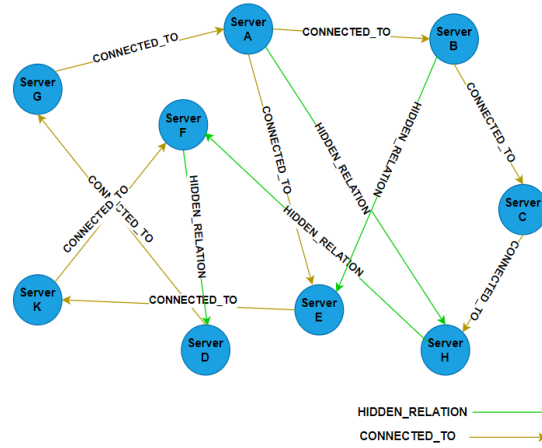 Server
A
CONNECTED_TO
Server
B
CONNECTED_TO
Server
G
Server
F
CONNECTED_TO
HIDDEN_RELATION
HIDDEN_RELATION
CONNECTED_TO
Server
C
CONNECTED_TO
CONNECTED_TO
HIDDEN_RELATION
HIDDEN_RELATION
CONNECTED_TO
Server
K
CONNECTED_TO
Server
E
Server
D
Server
H
HIDDEN_RELATION
CONNECTED_TO